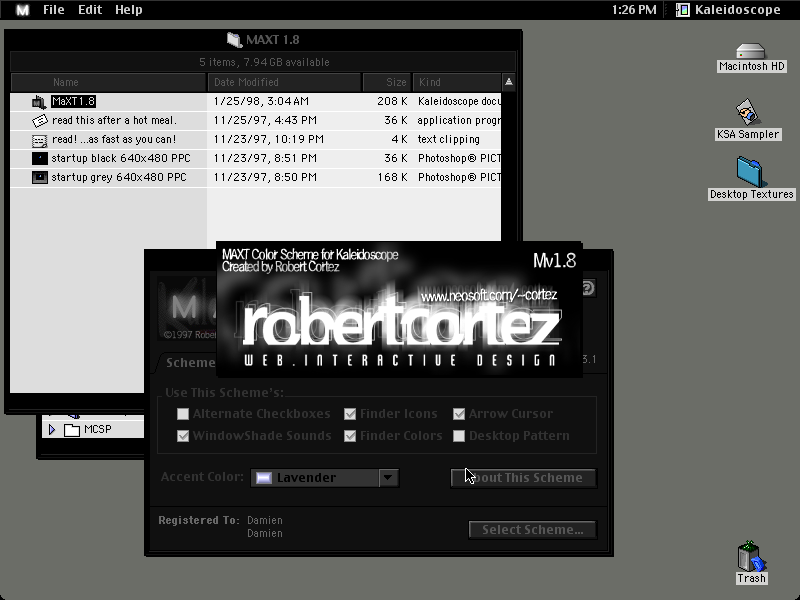 File Edit Help 1:26 PM Kaleidoscope
MAXT 1.8
5 items, 7.94 GB available
Name Date Modified Size Kind
MaXT1.8 1/25/98, 3:04 AM 208 K Kaleidoscope docu
read this after a hot meal. 11/25/97, 4:43 PM 36 K application progr
read! ...as fast as you can! 11/23/97, 10:19 PM 4 K text clipping
startup black 640x480 PPC 11/23/97, 8:51 PM 36 K Photoshop® PICT
startup grey 640x480 PPC 11/23/97, 8:50 PM 168 K Photoshop® PICT
Macintosh HD
KSA Sampler
Desktop Textures
MAXT Color Scheme for Kaleidoscope Mv1.8
Created by Robert Cortez
www.neosoft.com/~cortez
robertcortez
WEB.INTERACTIVE DESIGN
©1997 Rober
Scheme 3.1
Use This Scheme's:
Alternate Checkboxes Finder Icons Arrow Cursor
WindowShade Sounds Finder Colors Desktop Pattern
MCSP
Accent Color: Lavender About This Scheme
Registered To: Damien
Damien
Select Scheme...
Trash